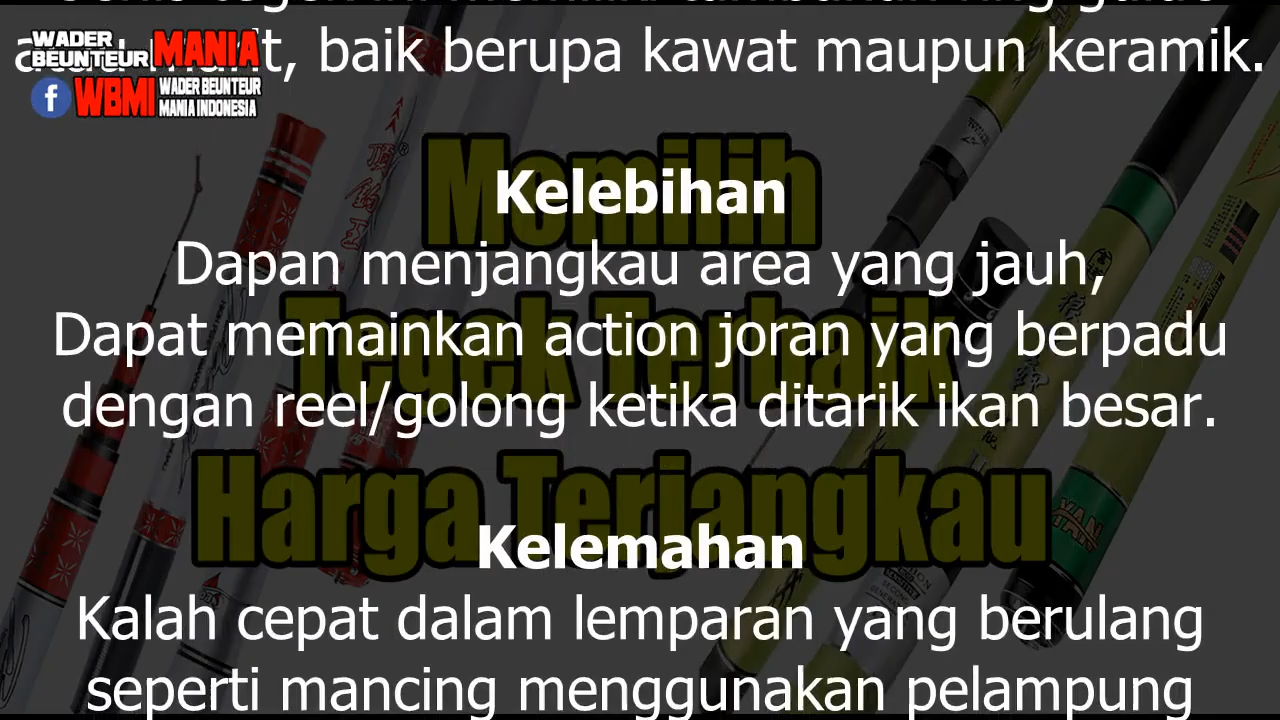 baik berupa kawat maupun keramik.
WADER
BEUNTEUR MANIA
f WBMI WADER BEUNTEUR
MANIA INDONESIA
Memilih
Kelebihan
Dapan menjangkau area yang jauh,
Tegek Terbaik
Dapat memainkan action joran yang berpadu
dengan reel/golong ketika ditarik ikan besar.
Harga Terjangkau
Kelemahan
Kalah cepat dalam lemparan yang berulang
seperti mancing menggunakan pelampung